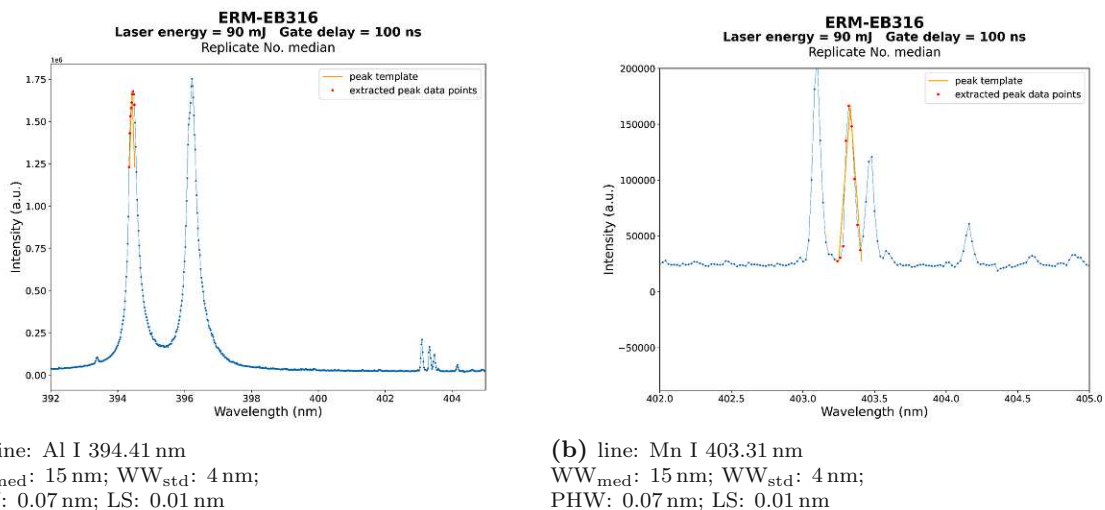 ERM-EB316
Laser energy = 90 mJ Gate delay = 100 ns
Replicate No. median
1e6
peak template
extracted peak data points
1.75
1.50
1.25
1.0
0.75
0.5
0.25
0.00
Intensity (a.u.)
392 394 396 398 400 402 404
Wavelength (nm)
ine: Al I 394.41 nm
med: 15 nm; WWstd: 4 nm;
: 0.07 nm; LS: 0.01 nm
ERM-EB316
Laser energy = 90 mJ Gate delay = 100 ns
Replicate No. median
peak template
extracted peak data points
200000
150000
100000
50000
0
−50000
Intensity (a.u.)
402.0 402.5 403.0 403.5 404.0 404.5 405.0
Wavelength (nm)
(b) line: Mn I 403.31 nm
WWmed: 15 nm; WWstd: 4 nm;
PHW: 0.07 nm; LS: 0.01 nm